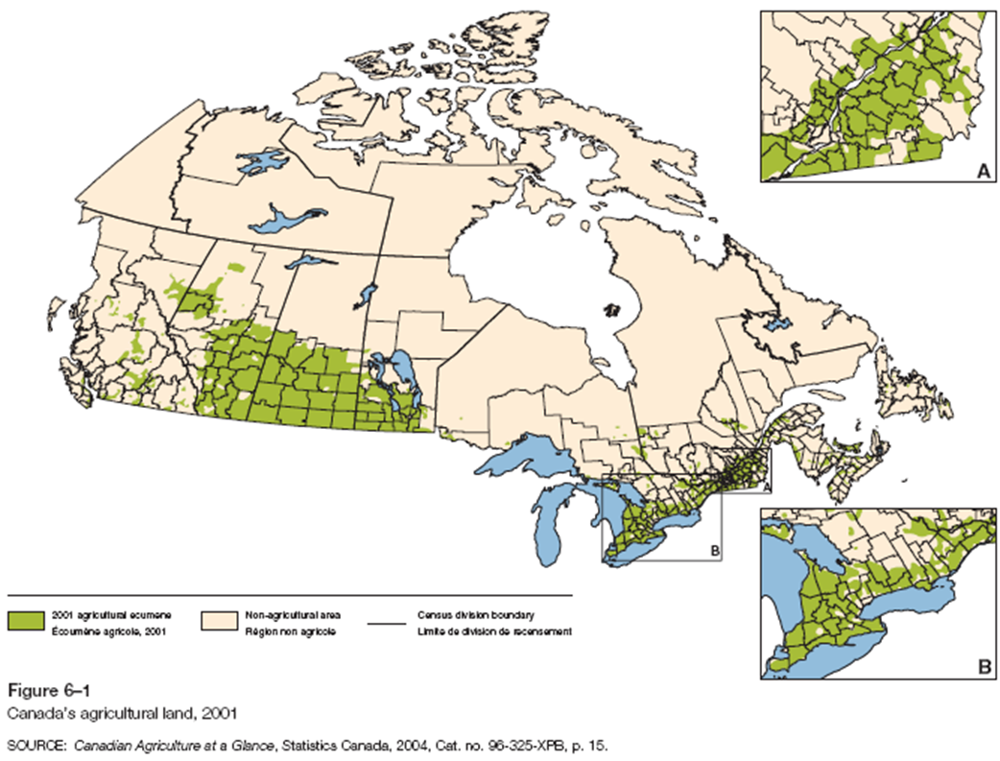 A
A
B
B
2001 agricultural ecumene
Écoumène agricole, 2001
Non-agricultural area
Région non agricole
Census division boundary
Limite de division de recensement
Figure 6–1
Canada's agricultural land, 2001
SOURCE: Canadian Agriculture at a Glance, Statistics Canada, 2004, Cat. no. 96-325-XPB, p. 15.